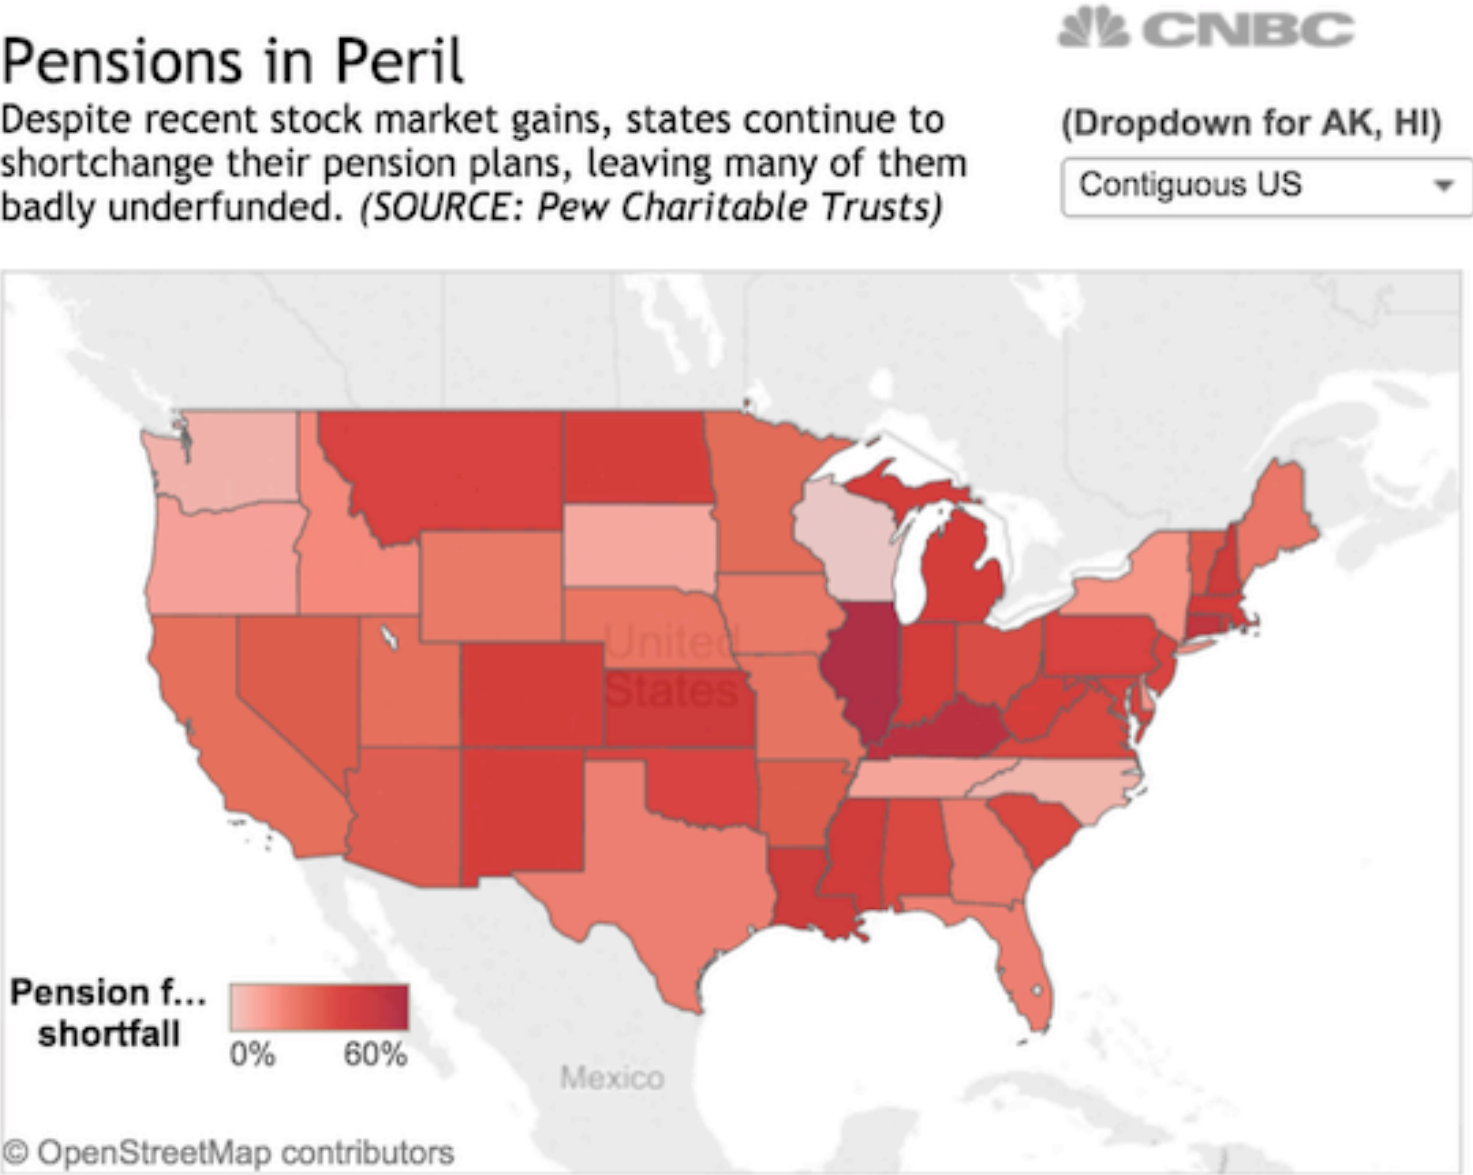 CNBC
Pensions in Peril
Despite recent stock market gains, states continue to
shortchange their pension plans, leaving many of them
badly underfunded. (SOURCE: Pew Charitable Trusts)
(Dropdown for AK, HI)
Contiguous US
United
States
Pension f...
shortfall
0% 60%
Mexico
© OpenStreetMap contributors